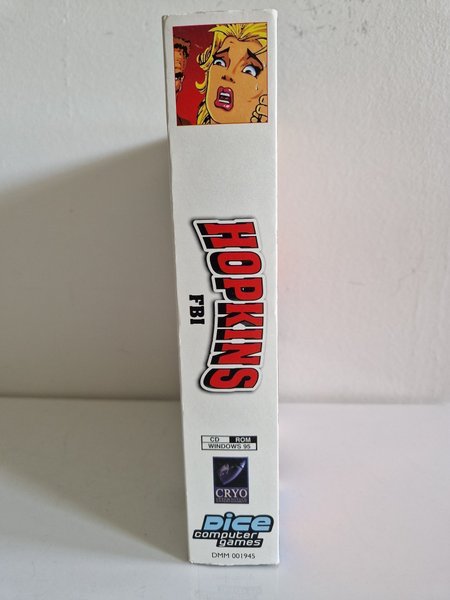 HOPKINS
FBI
CD ROM
WINDOWS 95
CRYO
Dice
computer
games
DMM 001945